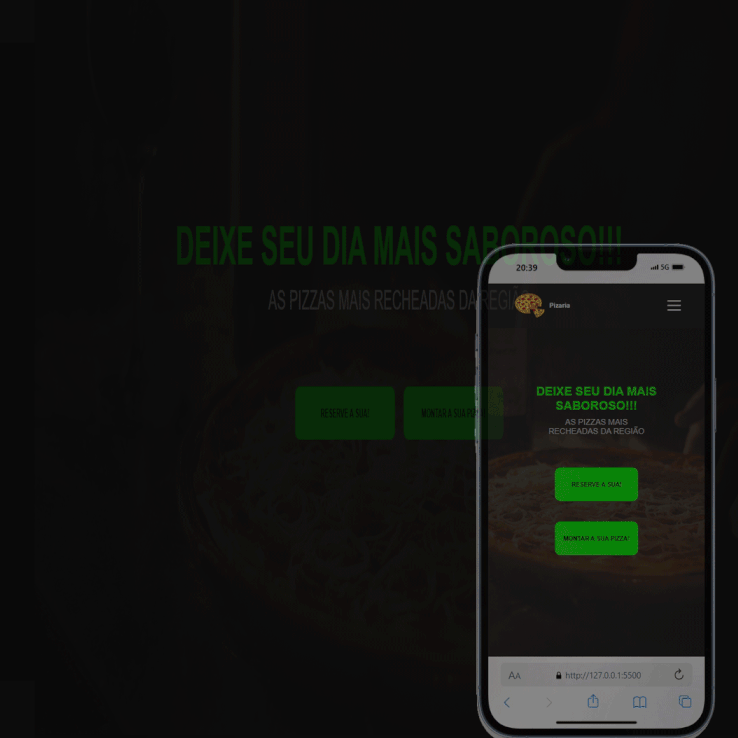 DEIXE SEU DIA MAIS SABOROSO!!!
AS PIZZAS MAIS RECHEADAS DA REGIÃO
RESERVE A SUA!
MONTAR A SUA PIZZA!
20:39
5G
Pizaria
DEIXE SEU DIA MAIS
SABOROSO!!!
AS PIZZAS MAIS
RECHEADAS DA REGIÃO
RESERVE A SUA!
MONTAR A SUA PIZZA!
AA
http://127.0.0.1:5500